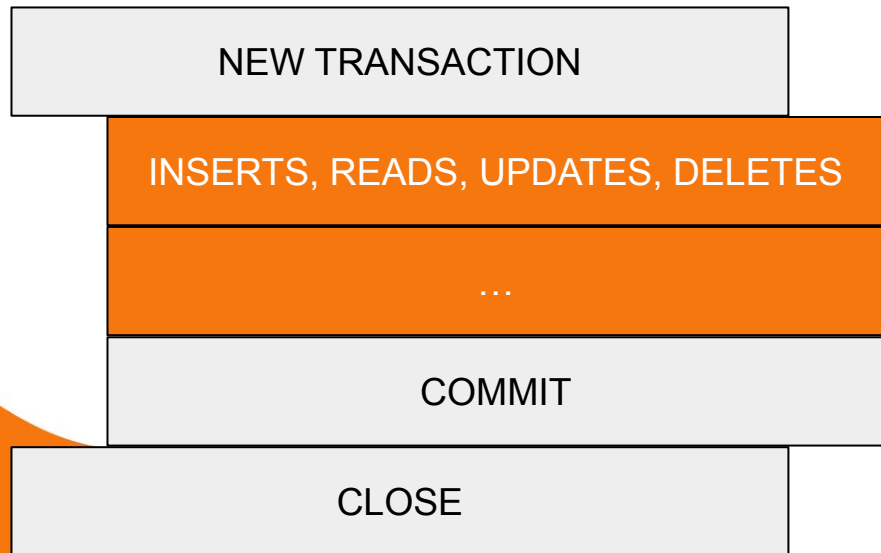 NEW TRANSACTION
INSERTS, READS, UPDATES, DELETES
…
COMMIT
CLOSE